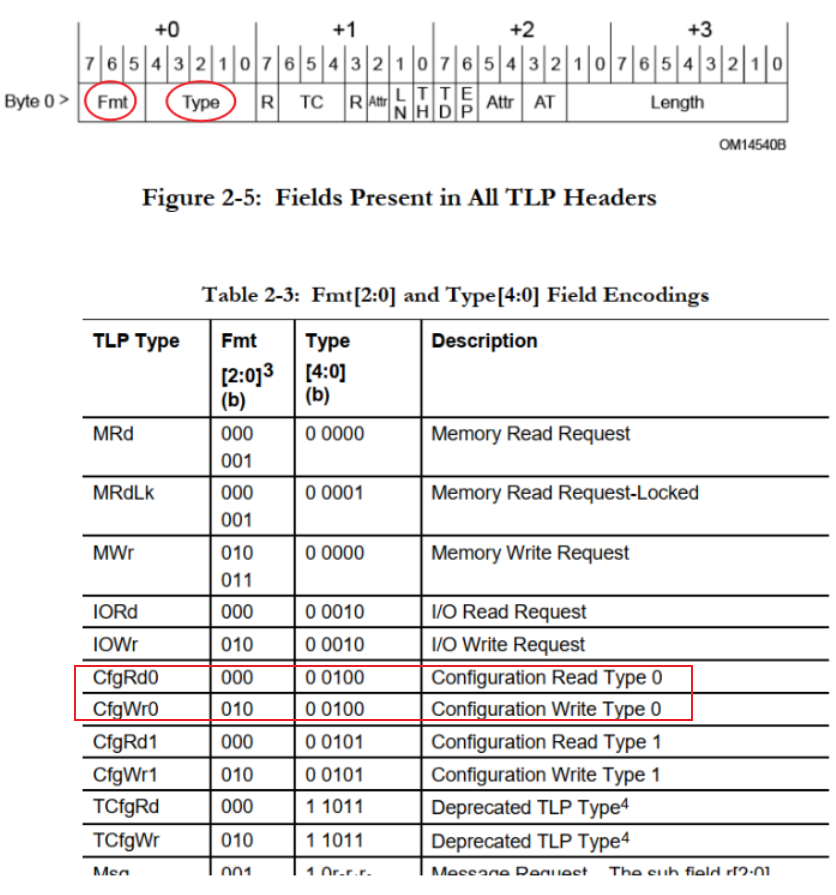 +0 +1 +2 +3
7 6 5 4 3 2 1 0 7 6 5 4 3 2 1 0 7 6 5 4 3 2 1 0 7 6 5 4 3 2 1 0
Byte 0 > Fmt Type R TC R Attr LN TH TD EP Attr AT Length
OM14540B
Figure 2-5: Fields Present in All TLP Headers
Table 2-3: Fmt[2:0] and Type[4:0] Field Encodings
TLP Type Fmt Type Description
[2:0]3 [4:0]
(b) (b)
MRd 000 0 0000 Memory Read Request
001
MRdLk 000 0 0001 Memory Read Request-Locked
001
MWr 010 0 0000 Memory Write Request
011
IORd 000 0 0010 I/O Read Request
IOWr 010 0 0010 I/O Write Request
CfgRd0 000 0 0100 Configuration Read Type 0
CfgWr0 010 0 0100 Configuration Write Type 0
CfgRd1 000 0 0101 Configuration Read Type 1
CfgWr1 010 0 0101 Configuration Write Type 1
TCfgRd 000 1 1011 Deprecated TLP Type4
TCfgWr 010 1 1011 Deprecated TLP Type4
Msg 001 Message Request The sub field r[2:0]